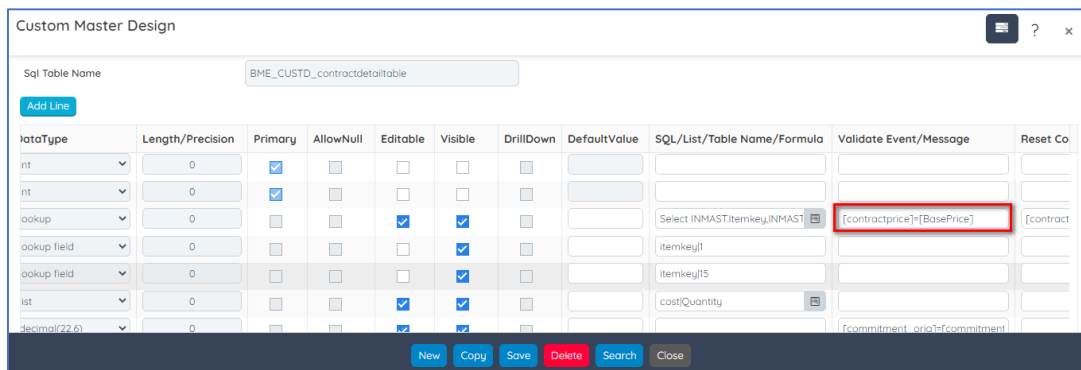 Custom Master Design
?
×
Sql Table Name
BME_CUSTD_contractdetailtable
Add Line
DataType Length/Precision Primary AllowNull Editable Visible DrillDown DefaultValue SQL/List/Table Name/Formula Validate Event/Message Reset Co
nt 0
nt 0
ookup 0 Select INMAST.Itemkey,INMAST [contractprice]=[BasePrice] [contract
ookup field 0 itemkey|1
ookup field 0 itemkey|15
ist 0 cost|Quantity
decimal(22,6) 0 [commitment_orig]=[commitment
New Copy Save Delete Search Close